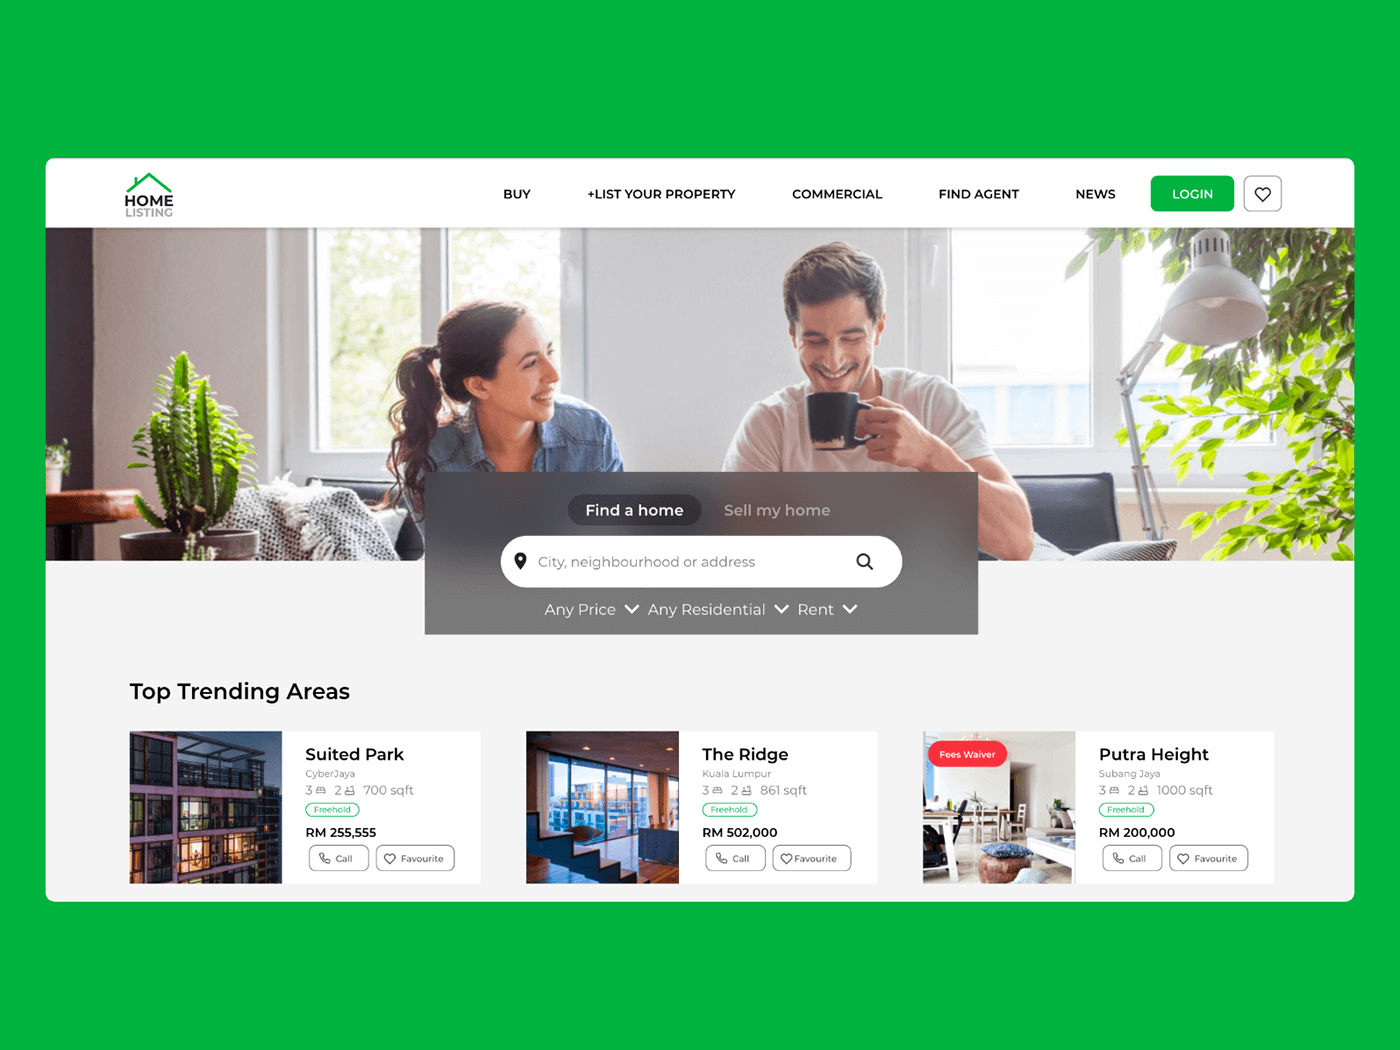 HOME
LISTING
BUY
+LIST YOUR PROPERTY
COMMERCIAL
FIND AGENT
NEWS
LOGIN
Find a home
Sell my home
City, neighbourhood or address
Any Price
Any Residential
Rent
Top Trending Areas
Suited Park
CyberJaya
3 2 700 sqft
Freehold
RM 255,555
Call
Favourite
The Ridge
Kuala Lumpur
3 2 861 sqft
Freehold
RM 502,000
Call
Favourite
Fees Waiver
Putra Height
Subang Jaya
3 2 1000 sqft
Freehold
RM 200,000
Call
Favourite